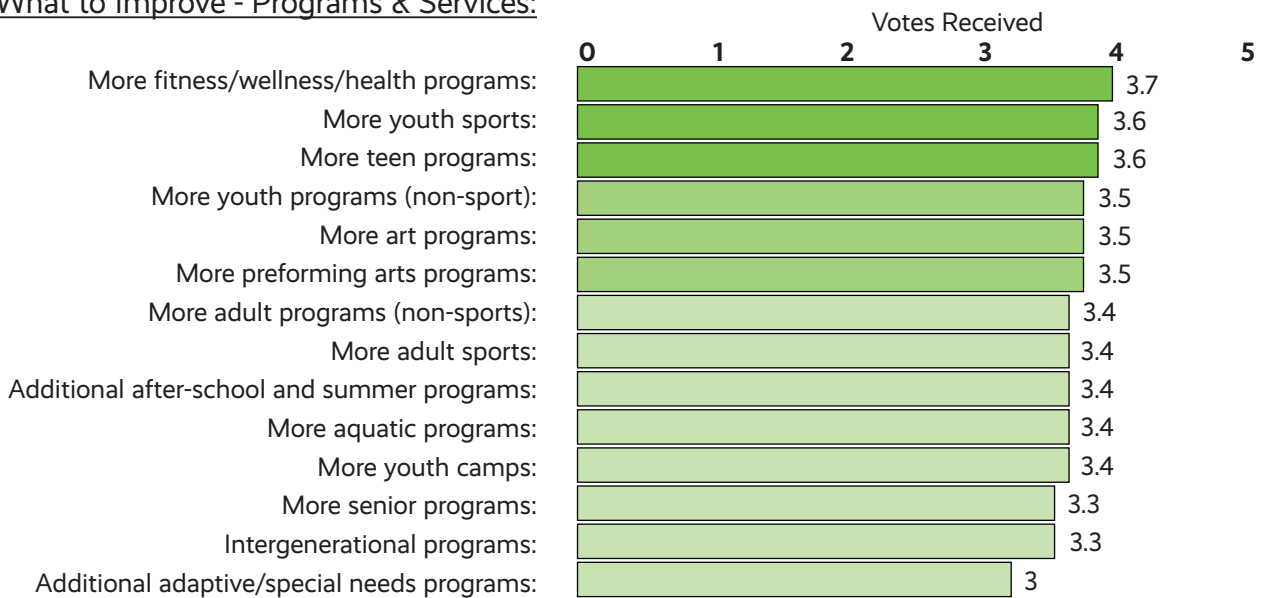 What to Improve - Programs & Services:
Votes Received
0 1 2 3 4 5
More fitness/wellness/health programs: 3.7
More youth sports: 3.6
More teen programs: 3.6
More youth programs (non-sport): 3.5
More art programs: 3.5
More preforming arts programs: 3.5
More adult programs (non-sports): 3.4
More adult sports: 3.4
Additional after-school and summer programs: 3.4
More aquatic programs: 3.4
More youth camps: 3.4
More senior programs: 3.3
Intergenerational programs: 3.3
Additional adaptive/special needs programs: 3